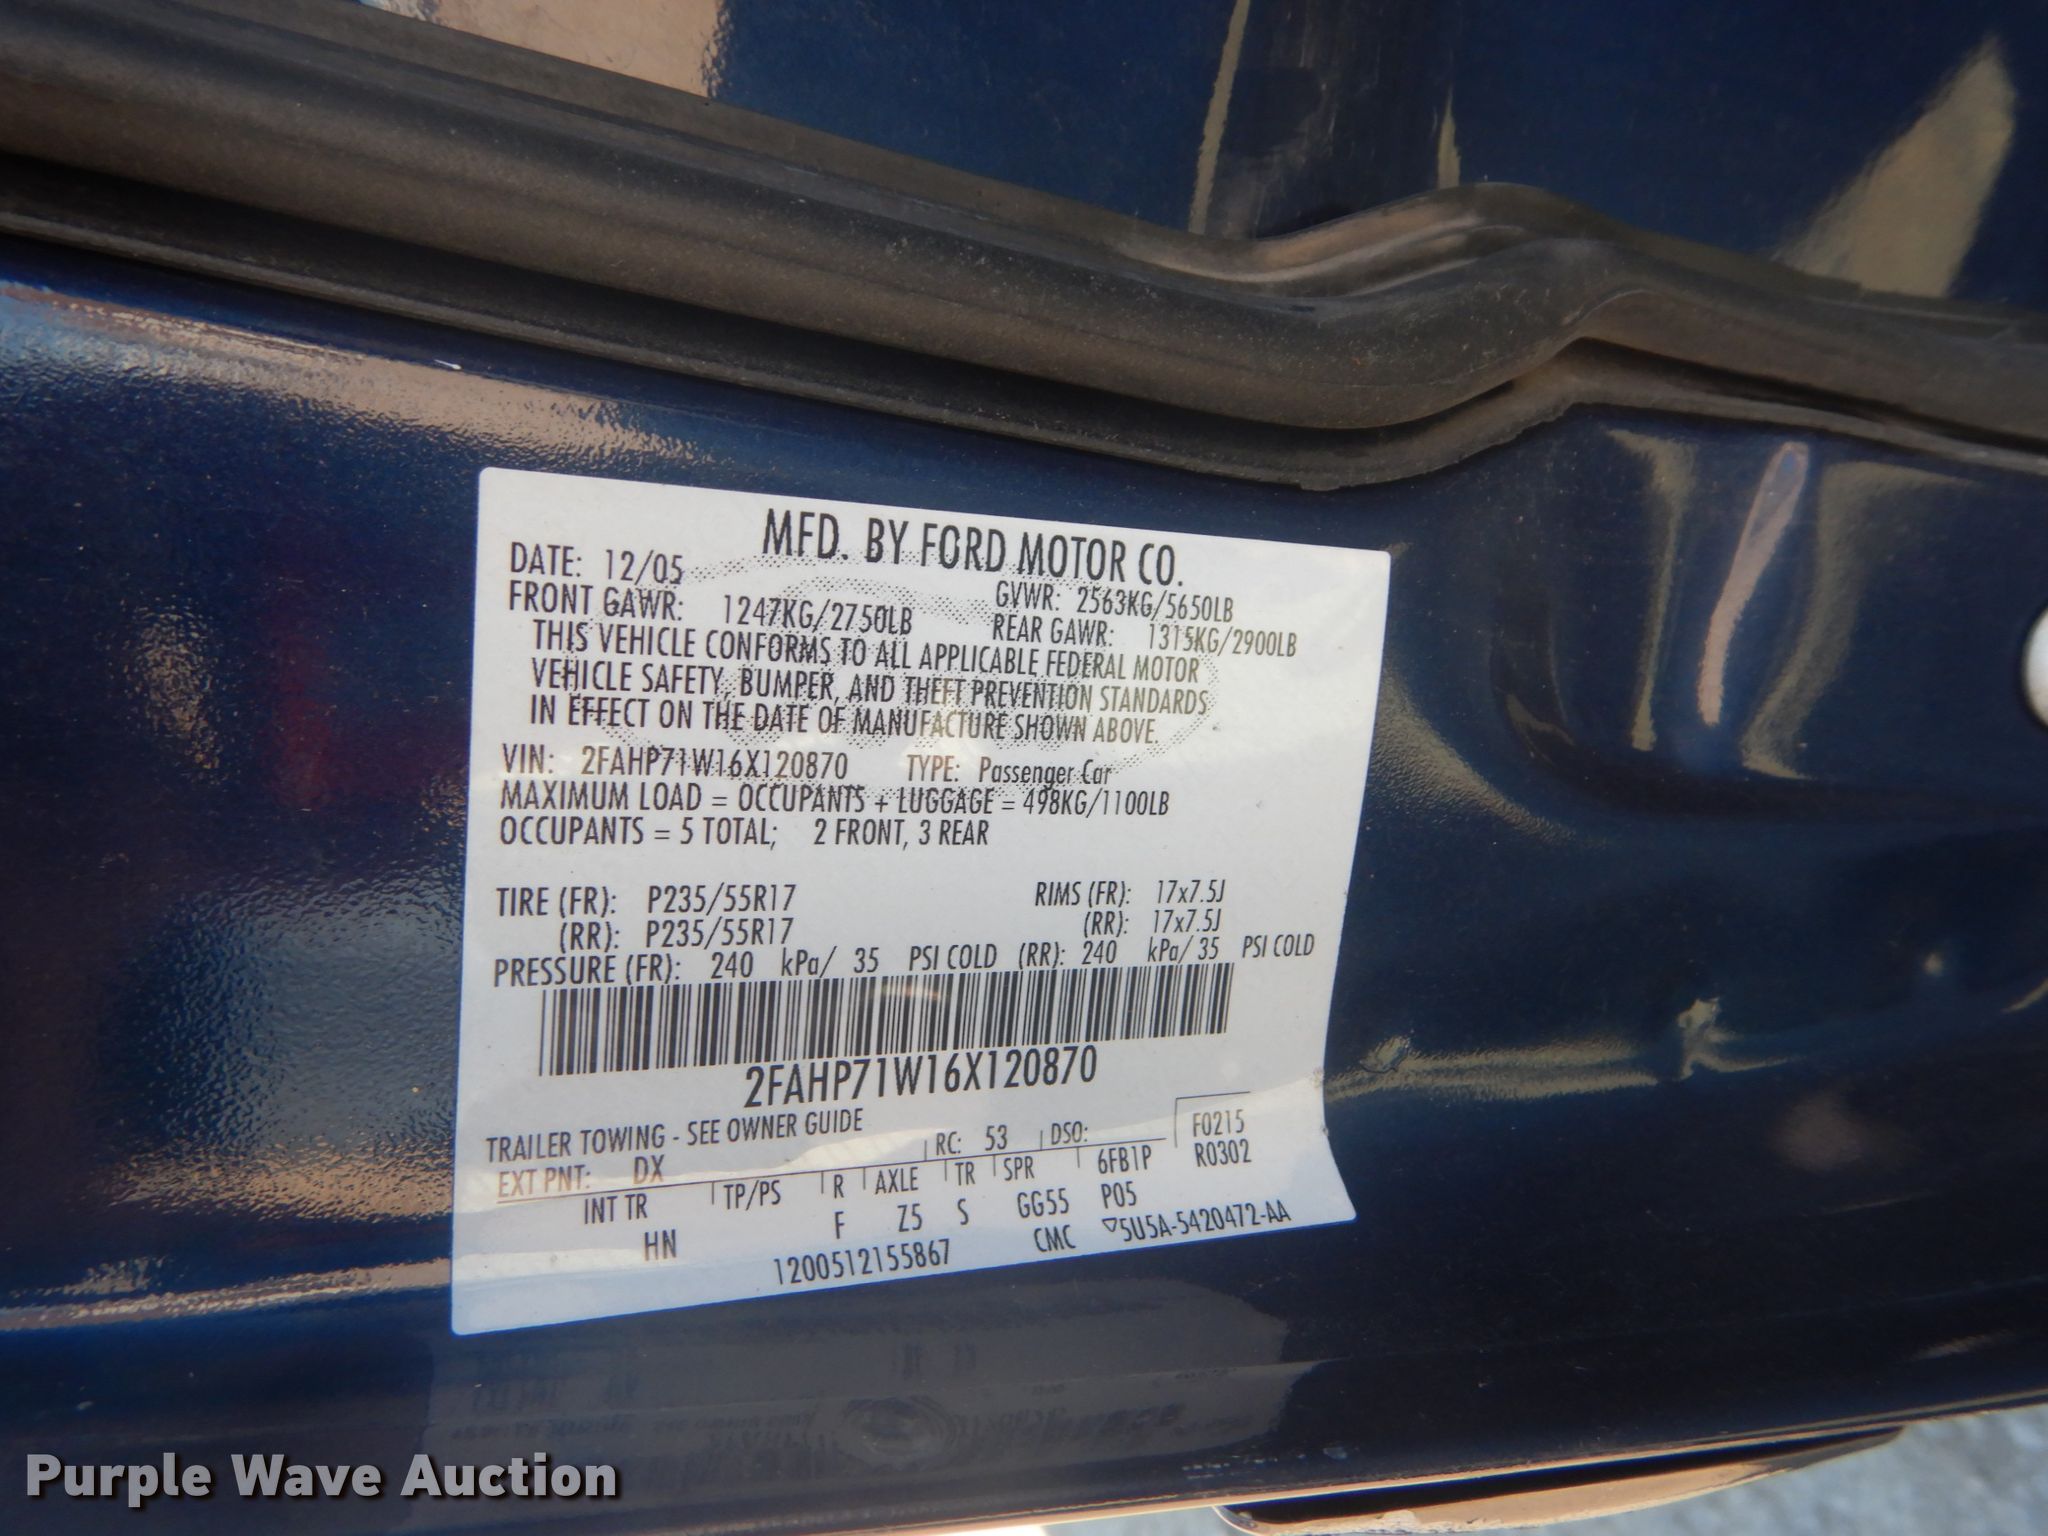 MFD. BY FORD MOTOR CO.
DATE: 12/05 GVWR: 2563KG/5650LB
FRONT GAWR: 1247KG/2750LB REAR GAWR: 1315KG/2900LB
THIS VEHICLE CONFORMS TO ALL APPLICABLE FEDERAL MOTOR
VEHICLE SAFETY, BUMPER, AND THEFT PREVENTION STANDARDS
IN EFFECT ON THE DATE OF MANUFACTURE SHOWN ABOVE.
VIN: 2FAHP71W16X120870 TYPE: Passenger Car
MAXIMUM LOAD = OCCUPANTS + LUGGAGE = 498KG/1100LB
OCCUPANTS = 5 TOTAL; 2 FRONT, 3 REAR
TIRE (FR): P235/55R17 RIMS (FR): 17x7.5J
(RR): P235/55R17 (RR): 17x7.5J
PRESSURE (FR): 240 kPa/ 35 PSI COLD (RR): 240 kPa/ 35 PSI COLD
2FAHP71W16X120870
TRAILER TOWING - SEE OWNER GUIDE F0215
EXT PNT: DX RC: 53 DSO: R0302
INT TR TP/PS R AXLE TR SPR 6FB1P
HN F Z5 S GG55 P05
1200512155867 CMC ▽5U5A-5420472-AA
Purple Wave Auction